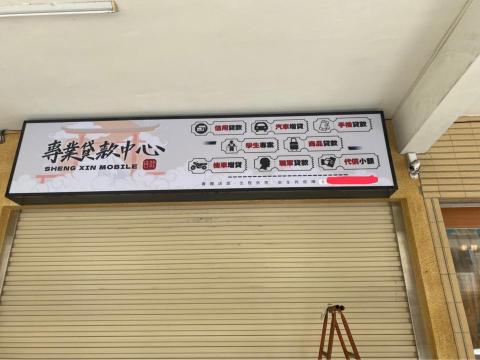 專業貸款中心
SHENG XIN MOBILE
信用貸款 汽車增貸 手機貸款
學生專案 商品貸款
機車增貸 職軍貸款 代償小額